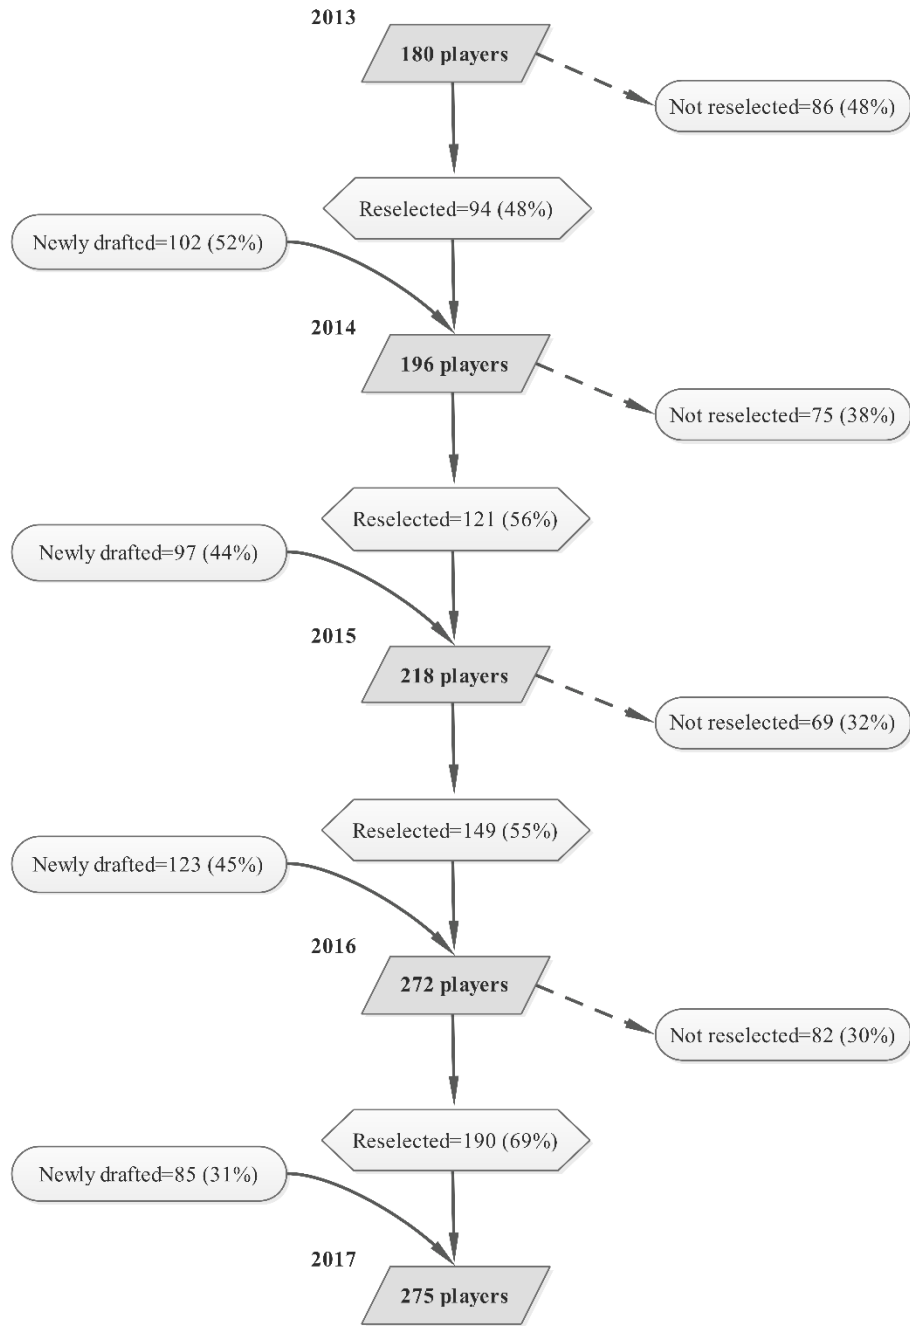 2013
180 players
Not reselected=86 (48%)
Reselected=94 (48%)
Newly drafted=102 (52%)
2014
196 players
Not reselected=75 (38%)
Reselected=121 (56%)
Newly drafted=97 (44%)
2015
218 players
Not reselected=69 (32%)
Reselected=149 (55%)
Newly drafted=123 (45%)
2016
272 players
Not reselected=82 (30%)
Reselected=190 (69%)
Newly drafted=85 (31%)
2017
275 players